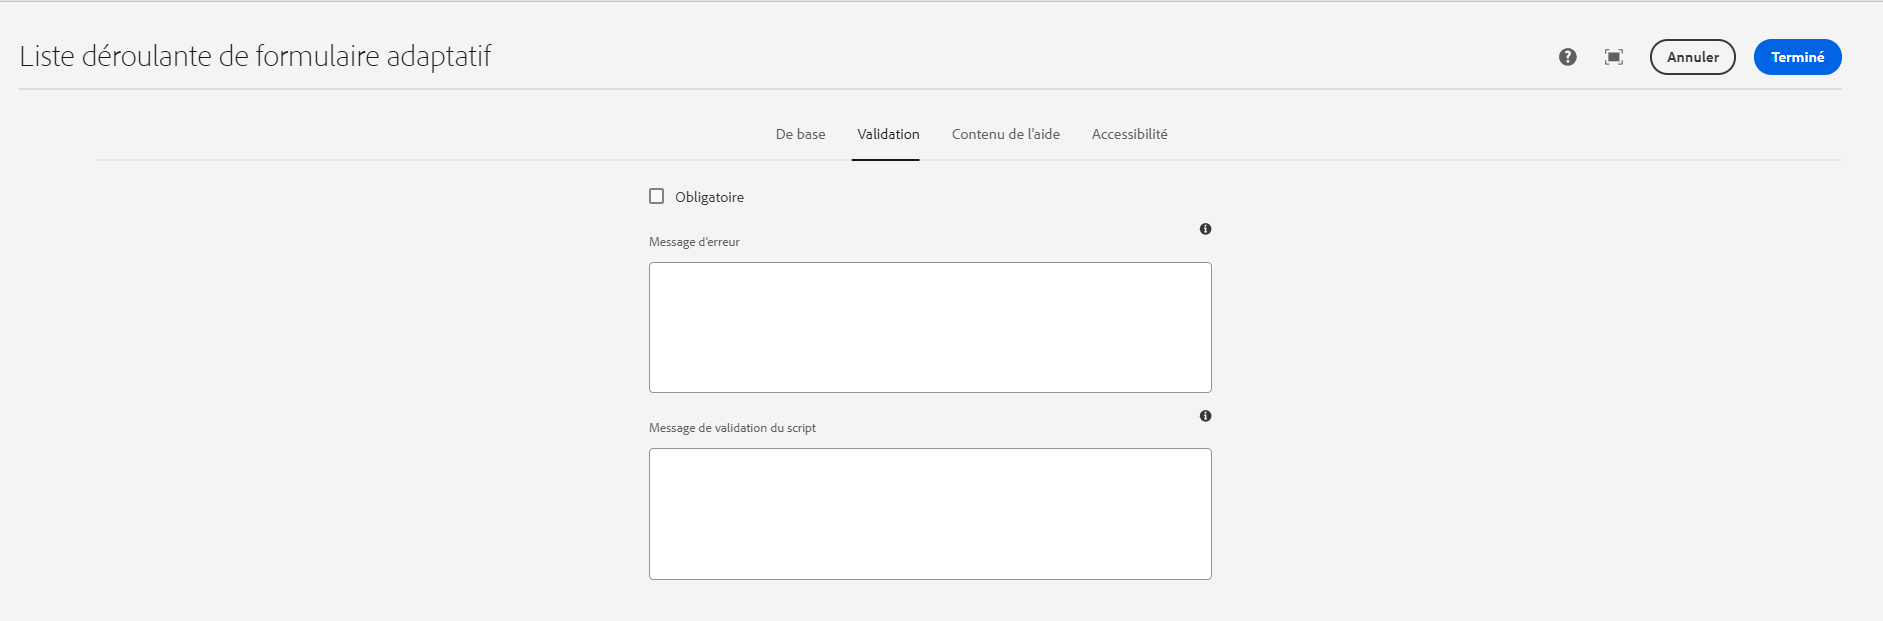 Liste déroulante de formulaire adaptatif
Annuler
Terminé
De base
Validation
Contenu de l'aide
Accessibilité
Obligatoire
Message d'erreur
Message de validation du script